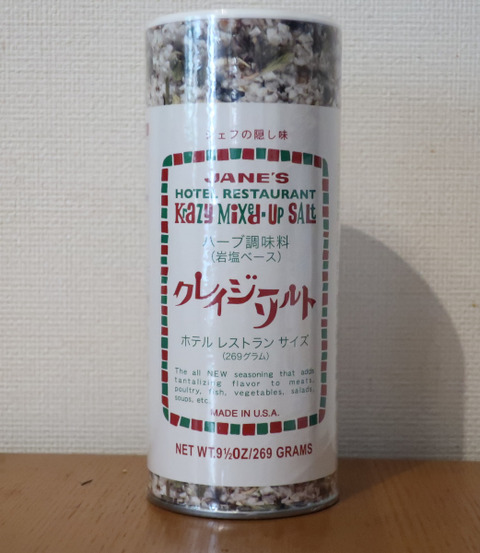 シェフの隠し味
JANE'S
HOTEL RESTAURANT
KRaZy MiXed-UP SALt
ハーブ調味料
(岩塩ベース)
クレイジーソルト
ホテル レストラン サイズ
(269グラム)
The all NEW seasoning that adds
tantalizing flavor to meats,
poultry, fish, vegetables, salads,
soups, etc.
MADE IN U.S.A.
NET WT.9½OZ/269 GRAMS